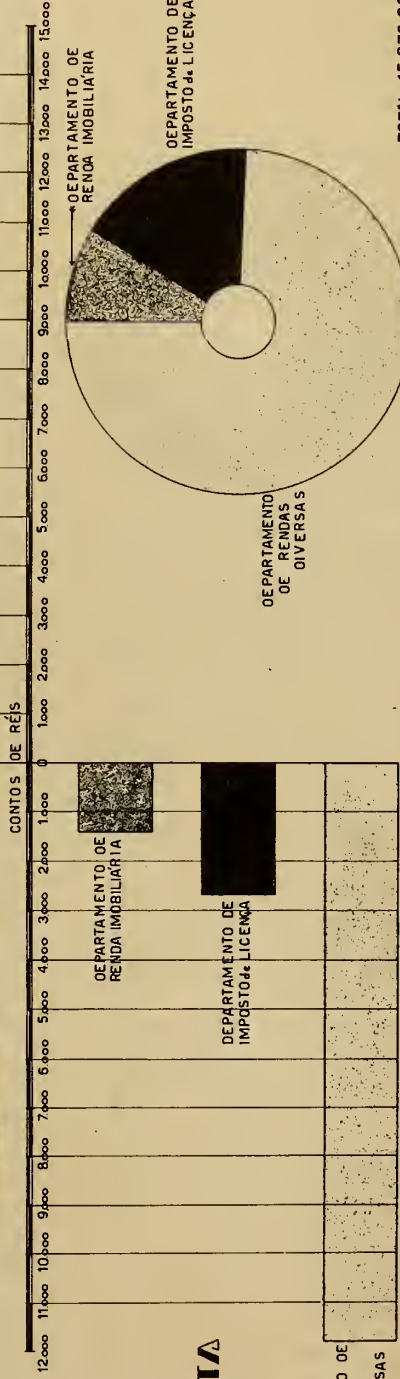 CONTOS DE RÉIS
12.000 11.000 10.000 9.000 8.000 7.000 6.000 5.000 4.000 3.000 2.000 1.000 0 1.000 2.000 3.000 4.000 5.000 6.000 7.000 8.000 9.000 10.000 11.000 12.000 13.000 14.000 15.000
DEPARTAMENTO DE
RENDA IMOBILIÁRIA
DEPARTAMENTO DE
IMPOSTO de LICENÇA
DE
DEPARTAMENTO DE
RENDA IMOBILIÁRIA
DEPARTAMENTO DE
IMPOSTO de LICENÇA
DEPARTAMENTO
DE RENDAS
DIVERSAS